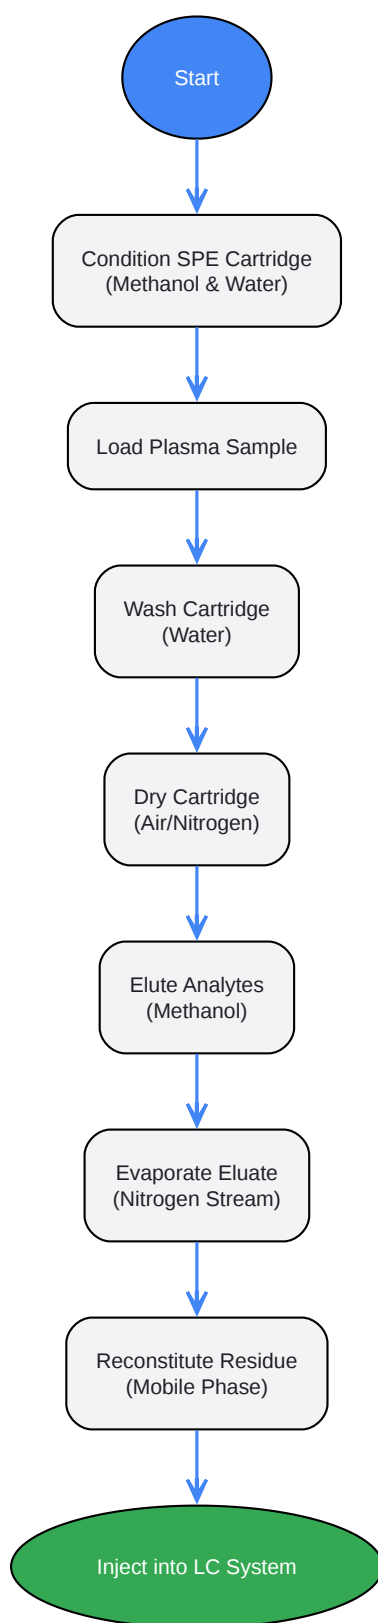 Start
Condition SPE Cartridge
(Methanol & Water)
Load Plasma Sample
Wash Cartridge
(Water)
Dry Cartridge
(Air/Nitrogen)
Elute Analytes
(Methanol)
Evaporate Eluate
(Nitrogen Stream)
Reconstitute Residue
(Mobile Phase)
Inject into LC System